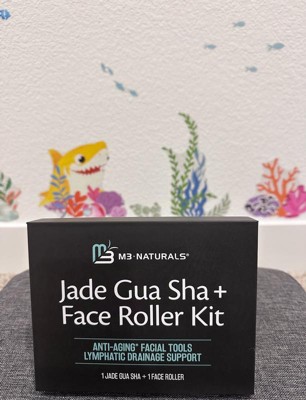 M3·NATURALS®
Jade Gua Sha +
Face Roller Kit
ANTI-AGING* FACIAL TOOLS
LYMPHATIC DRAINAGE SUPPORT
1 JADE GUA SHA + 1 FACE ROLLER